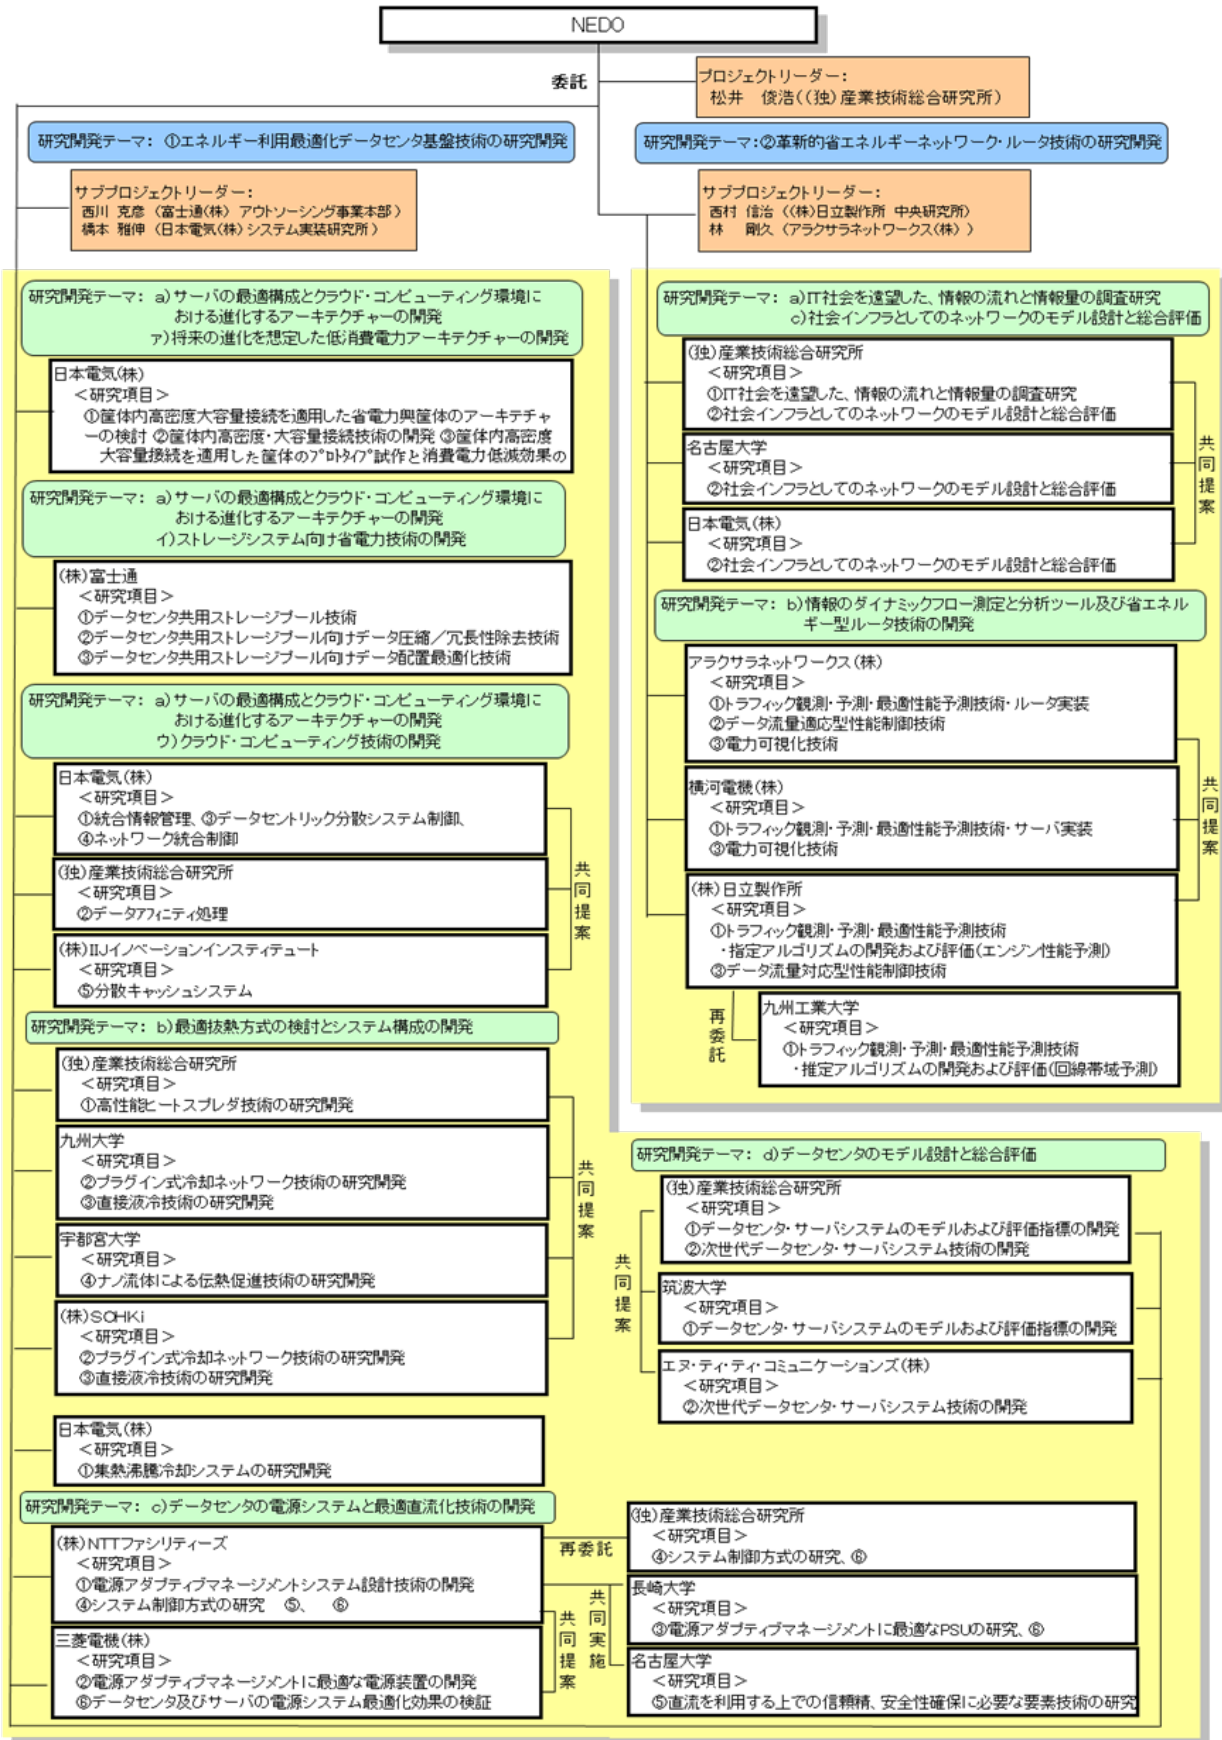 NEDO
委託
プロジェクトリーダー：
松井　俊浩((独)産業技術総合研究所)
研究開発テーマ： ①エネルギー利用最適化データセンタ基盤技術の研究開発
サブプロジェクトリーダー：
西川 克彦 (富士通(株) アウトソーシング事業本部)
橋本 雅伸 (日本電気(株)システム実装研究所)
研究開発テーマ：②革新的省エネルギーネットワーク・ルータ技術の研究開発
サブプロジェクトリーダー：
西村 信治 ((株)日立製作所 中央研究所)
林　剛久 (アラクサラネットワークス(株) )
研究開発テーマ： a)サーバの最適構成とクラウド・コンピューティング環境に
おける進化するアーキテクチャーの開発
ァ)将来の進化を想定した低消費電力アーキテクチャーの開発
日本電気(株)
＜研究項目＞
①筐体内高密度大容量接続を適用した省電力興筐体のアーキテチャ
ーの検討 ②筐体内高密度・大容量接続技術の開発 ③筐体内高密度
大容量接続を適用した筐体のプロトタイプ試作と消費電力低減効果の
研究開発テーマ： a)サーバの最適構成とクラウド・コンピューティング環境に
おける進化するアーキテクチャーの開発
イ)ストレージシステム向け省電力技術の開発
(株)富士通
＜研究項目＞
①データセンタ共用ストレージプール技術
②データセンタ共用ストレージプール向けデータ圧縮／冗長性除去技術
③データセンタ共用ストレージプール向けデータ配置最適化技術
研究開発テーマ： a)サーバの最適構成とクラウド・コンピューティング環境に
おける進化するアーキテクチャーの開発
ウ)クラウド・コンピューティング技術の開発
日本電気(株)
＜研究項目＞
①統合情報管理、③データセントリック分散システム制御、
④ネットワーク統合制御
(独)産業技術総合研究所
＜研究項目＞
②データアフィニティ処理
(株)IIJイノベーションインスティテュート
＜研究項目＞
⑤分散キャッシュシステム
共同提案
研究開発テーマ： b)最適抜熱方式の検討とシステム構成の開発
(独)産業技術総合研究所
＜研究項目＞
①高性能ヒートスプレダ技術の研究開発
九州大学
＜研究項目＞
②プラグイン式冷却ネットワーク技術の研究開発
③直接液冷技術の研究開発
宇都宮大学
＜研究項目＞
④ナノ流体による伝熱促進技術の研究開発
(株)SOHKi
＜研究項目＞
②プラグイン式冷却ネットワーク技術の研究開発
③直接液冷技術の研究開発
共同提案
日本電気(株)
＜研究項目＞
①集熱沸騰冷却システムの研究開発
研究開発テーマ： c)データセンタの電源システムと最適直流化技術の開発
(株)NTTファシリティーズ
＜研究項目＞
①電源アダプティブマネージメントシステム設計技術の開発
④システム制御方式の研究　⑤、　⑥
三菱電機(株)
＜研究項目＞
②電源アダプティブマネージメントに最適な電源装置の開発
⑥データセンタ及びサーバの電源システム最適化効果の検証
共同提案
再委託
共同実施
(独)産業技術総合研究所
＜研究項目＞
④システム制御方式の研究、⑥
長崎大学
＜研究項目＞
③電源アダプティブマネージメントに最適なPSUの研究、⑥
名古屋大学
＜研究項目＞
⑤直流を利用する上での信頼精、安全性確保に必要な要素技術の研究
研究開発テーマ： a)IT社会を遠望した、情報の流れと情報量の調査研究
c)社会インフラとしてのネットワークのモデル設計と総合評価
(独)産業技術総合研究所
＜研究項目＞
①IT社会を遠望した、情報の流れと情報量の調査研究
②社会インフラとしてのネットワークのモデル設計と総合評価
名古屋大学
＜研究項目＞
②社会インフラとしてのネットワークのモデル設計と総合評価
日本電気(株)
＜研究項目＞
②社会インフラとしてのネットワークのモデル設計と総合評価
共同提案
研究開発テーマ： b)情報のダイナミックフロー測定と分析ツール及び省エネル
ギー型ルータ技術の開発
アラクサラネットワークス(株)
＜研究項目＞
①トラフィック観測・予測・最適性能予測技術・ルータ実装
②データ流量適応型性能制御技術
③電力可視化技術
横河電機(株)
＜研究項目＞
①トラフィック観測・予測・最適性能予測技術・サーバ実装
③電力可視化技術
(株)日立製作所
＜研究項目＞
①トラフィック観測・予測・最適性能予測技術
・指定アルゴリズムの開発および評価(エンジン性能予測)
③データ流量対応型性能制御技術
共同提案
再委託
九州工業大学
＜研究項目＞
①トラフィック観測・予測・最適性能予測技術
・推定アルゴリズムの開発および評価(回線帯域予測)
研究開発テーマ： d)データセンタのモデル設計と総合評価
(独)産業技術総合研究所
＜研究項目＞
①データセンタ・サーバシステムのモデルおよび評価指標の開発
②次世代データセンタ・サーバシステム技術の開発
筑波大学
＜研究項目＞
①データセンタ・サーバシステムのモデルおよび評価指標の開発
エヌ・ティ・ティ・コミュニケーションズ(株)
＜研究項目＞
②次世代データセンタ・サーバシステム技術の開発
共同提案